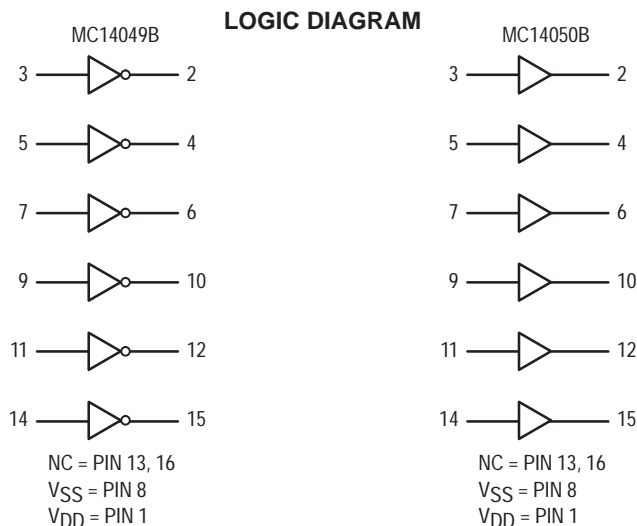 LOGIC DIAGRAM
MC14049B
3 2
5 4
7 6
9 10
11 12
14 15
NC = PIN 13, 16
VSS = PIN 8
VDD = PIN 1
MC14050B
3 2
5 4
7 6
9 10
11 12
14 15
NC = PIN 13, 16
VSS = PIN 8
VDD = PIN 1